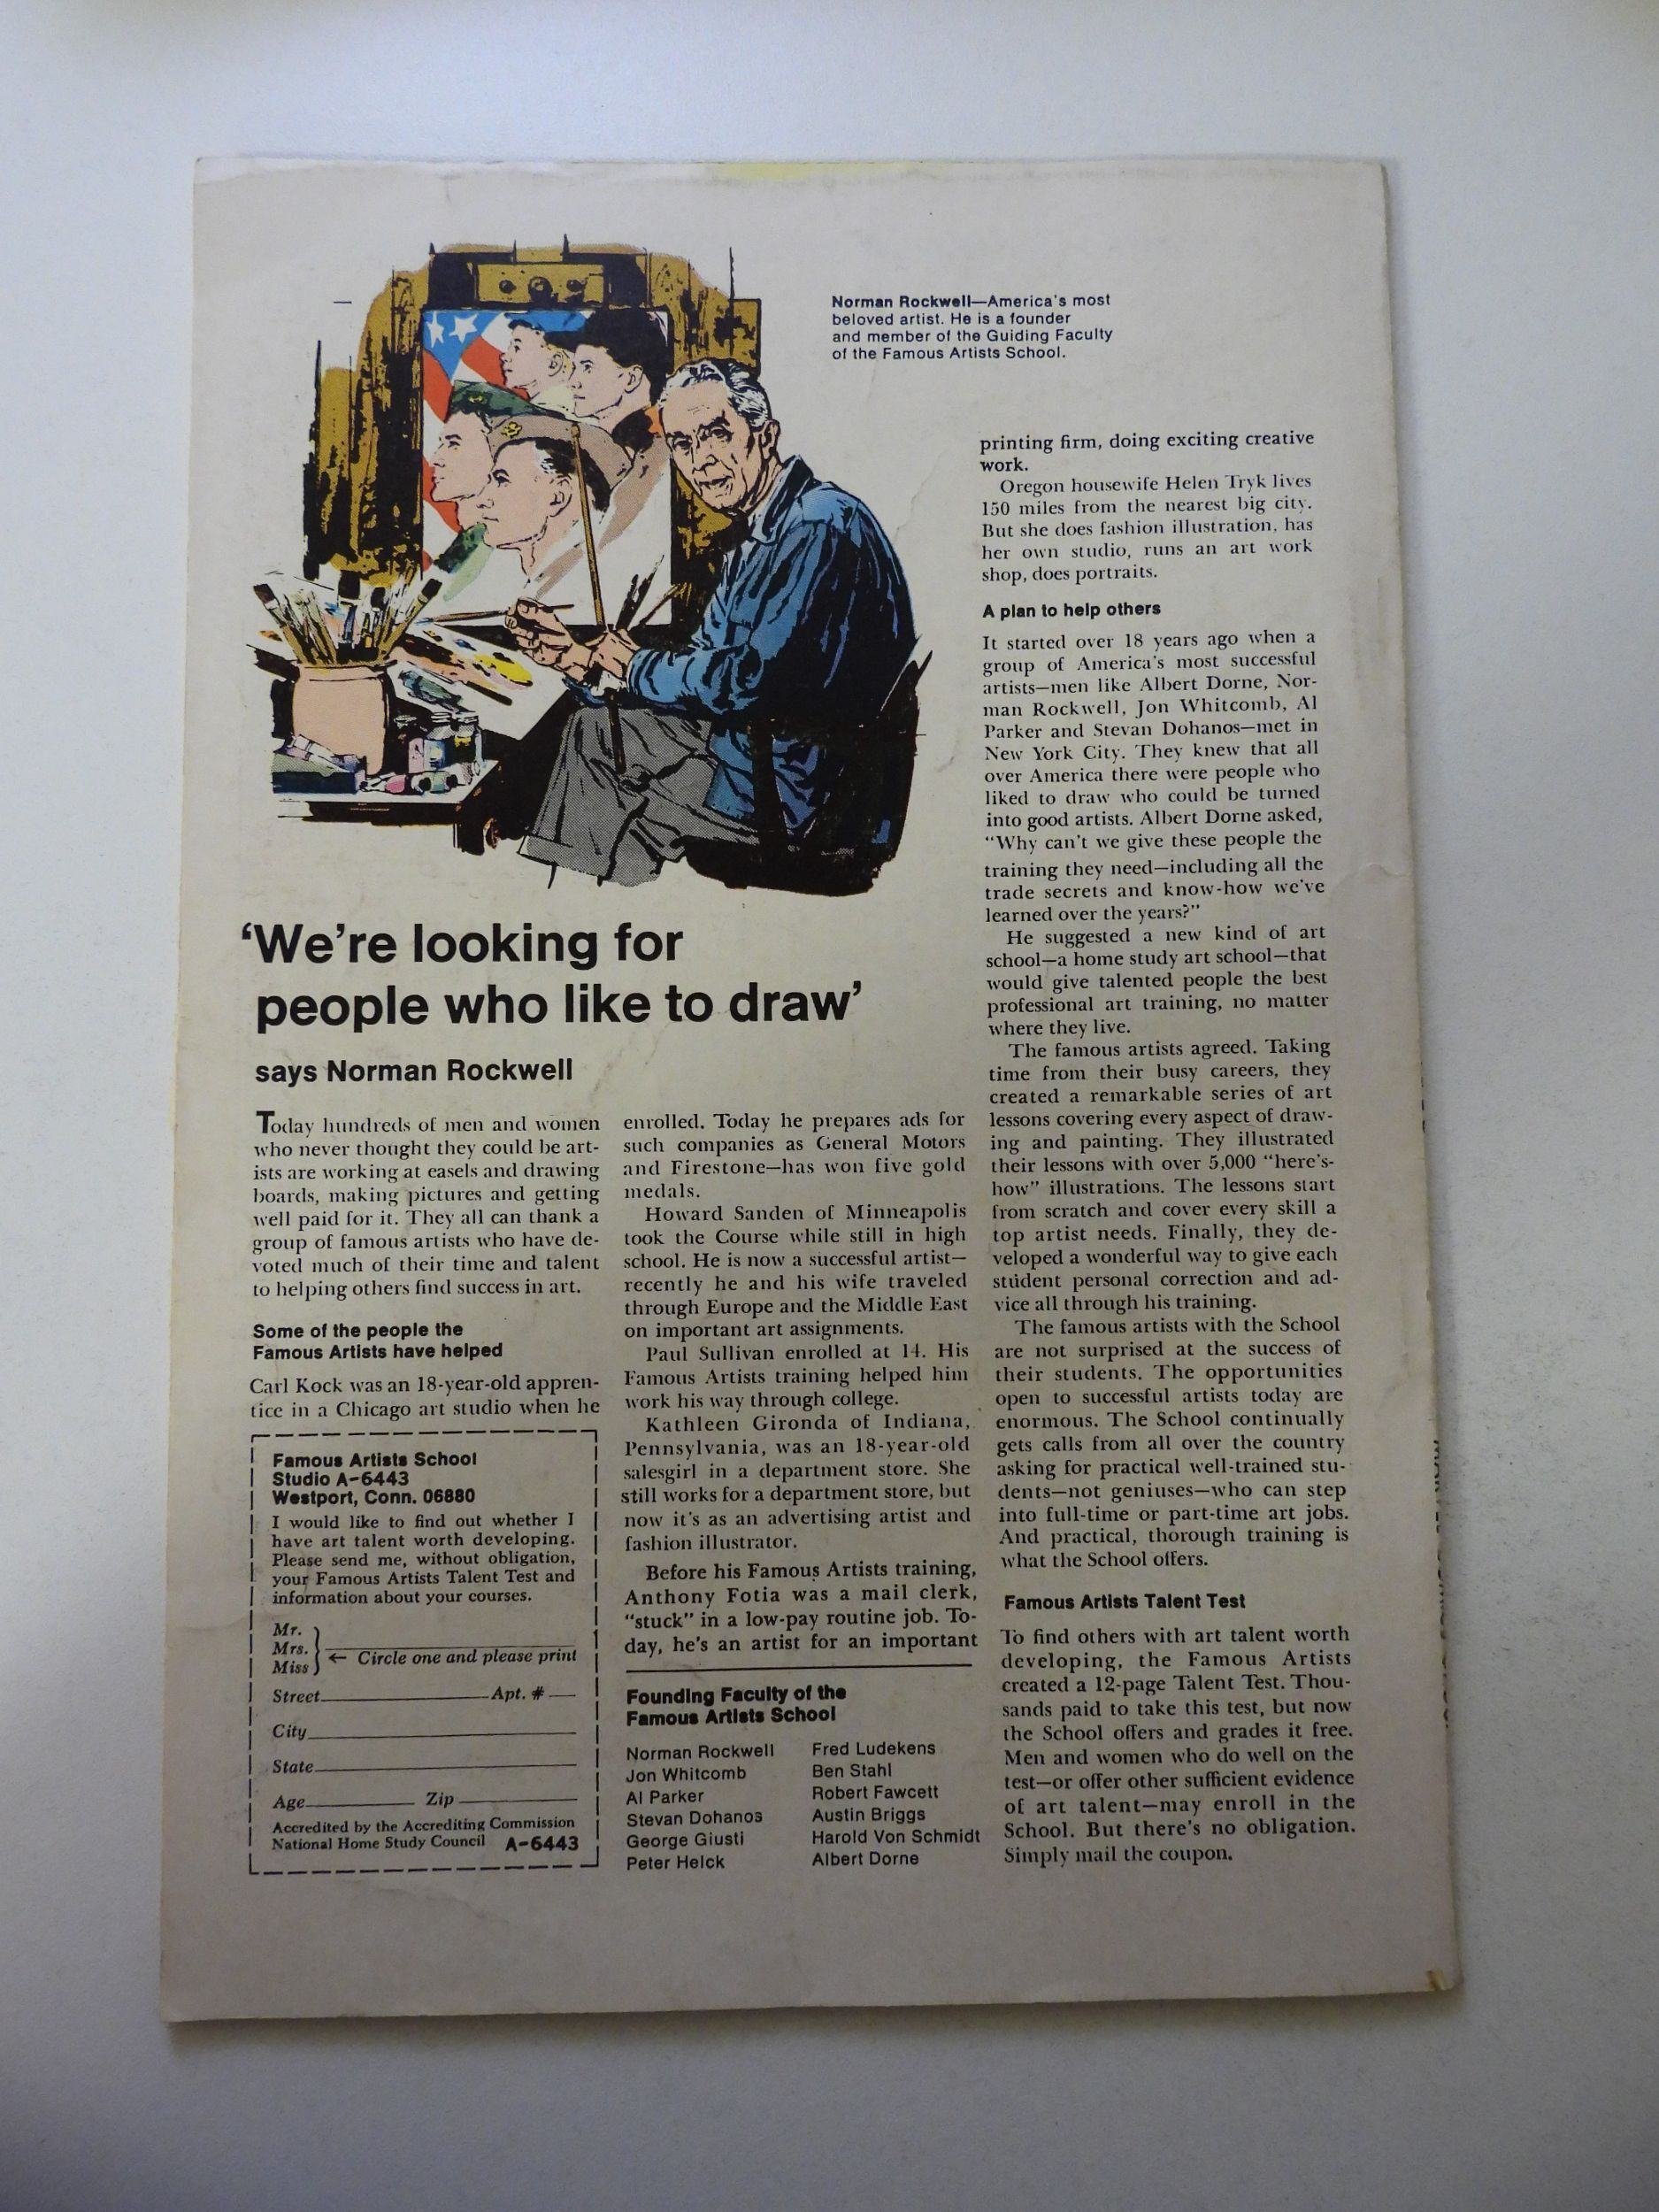 Norman Rockwell—America's most
beloved artist. He is a founder
and member of the Guiding Faculty
of the Famous Artists School.
'We're looking for
people who like to draw'
says Norman Rockwell
Today hundreds of men and women
who never thought they could be art-
ists are working at easels and drawing
boards, making pictures and getting
well paid for it. They all can thank a
group of famous artists who have de-
voted much of their time and talent
to helping others find success in art.
Some of the people the
Famous Artists have helped
Carl Kock was an 18-year-old appren-
tice in a Chicago art studio when he
enrolled. Today he prepares ads for
such companies as General Motors
and Firestone—has won five gold
medals.
Howard Sanden of Minneapolis
took the Course while still in high
school. He is now a successful artist—
recently he and his wife traveled
through Europe and the Middle East
on important art assignments.
Paul Sullivan enrolled at 14. His
Famous Artists training helped him
work his way through college.
Kathleen Gironda of Indiana,
Pennsylvania, was an 18-year-old
salesgirl in a department store. She
still works for a department store, but
now it's as an advertising artist and
fashion illustrator.
Before his Famous Artists training,
Anthony Fotia was a mail clerk,
"stuck" in a low-pay routine job. To-
day, he's an artist for an important
printing firm, doing exciting creative
work.
Oregon housewife Helen Tryk lives
150 miles from the nearest big city.
But she does fashion illustration, has
her own studio, runs an art work
shop, does portraits.
A plan to help others
It started over 18 years ago when a
group of America's most successful
artists—men like Albert Dorne, Nor-
man Rockwell, Jon Whitcomb, Al
Parker and Stevan Dohanos—met in
New York City. They knew that all
over America there were people who
liked to draw who could be turned
into good artists. Albert Dorne asked,
"Why can't we give these people the
training they need—including all the
trade secrets and know-how we've
learned over the years?"
He suggested a new kind of art
school—a home study art school—that
would give talented people the best
professional art training, no matter
where they live.
The famous artists agreed. Taking
time from their busy careers, they
created a remarkable series of art
lessons covering every aspect of draw-
ing and painting. They illustrated
their lessons with over 5,000 "here's-
how" illustrations. The lessons start
from scratch and cover every skill a
top artist needs. Finally, they de-
veloped a wonderful way to give each
student personal correction and ad-
vice all through his training.
The famous artists with the School
are not surprised at the success of
their students. The opportunities
open to successful artists today are
enormous. The School continually
gets calls from all over the country
asking for practical well-trained stu-
dents—not geniuses—who can step
into full-time or part-time art jobs.
And practical, thorough training is
what the School offers.
Famous Artists Talent Test
To find others with art talent worth
developing, the Famous Artists
created a 12-page Talent Test. Thou-
sands paid to take this test, but now
the School offers and grades it free.
Men and women who do well on the
test—or offer other sufficient evidence
of art talent—may enroll in the
School. But there's no obligation.
Simply mail the coupon.
Famous Artists School
Studio A-6443
Westport, Conn. 06880
I would like to find out whether I
have art talent worth developing.
Please send me, without obligation,
your Famous Artists Talent Test and
information about your courses.
Mr.
Mrs. ← Circle one and please print
Miss
Street Apt. #
City
State
Age Zip
Accredited by the Accrediting Commission
National Home Study Council A-6443
Founding Faculty of the
Famous Artists School
Norman Rockwell
Jon Whitcomb
Al Parker
Stevan Dohanos
George Giusti
Peter Helck
Fred Ludekens
Ben Stahl
Robert Fawcett
Austin Briggs
Harold Von Schmidt
Albert Dorne